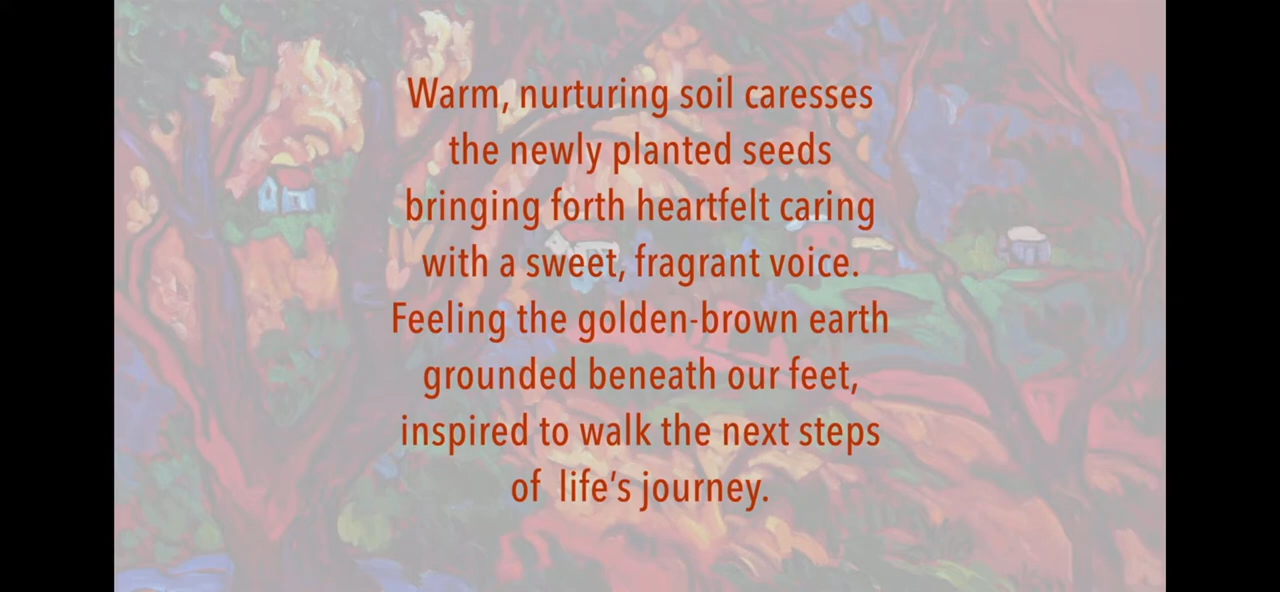 Warm, nurturing soil caresses
the newly planted seeds
bringing forth heartfelt caring
with a sweet, fragrant voice.
Feeling the golden-brown earth
grounded beneath our feet,
inspired to walk the next steps
of  life’s journey.